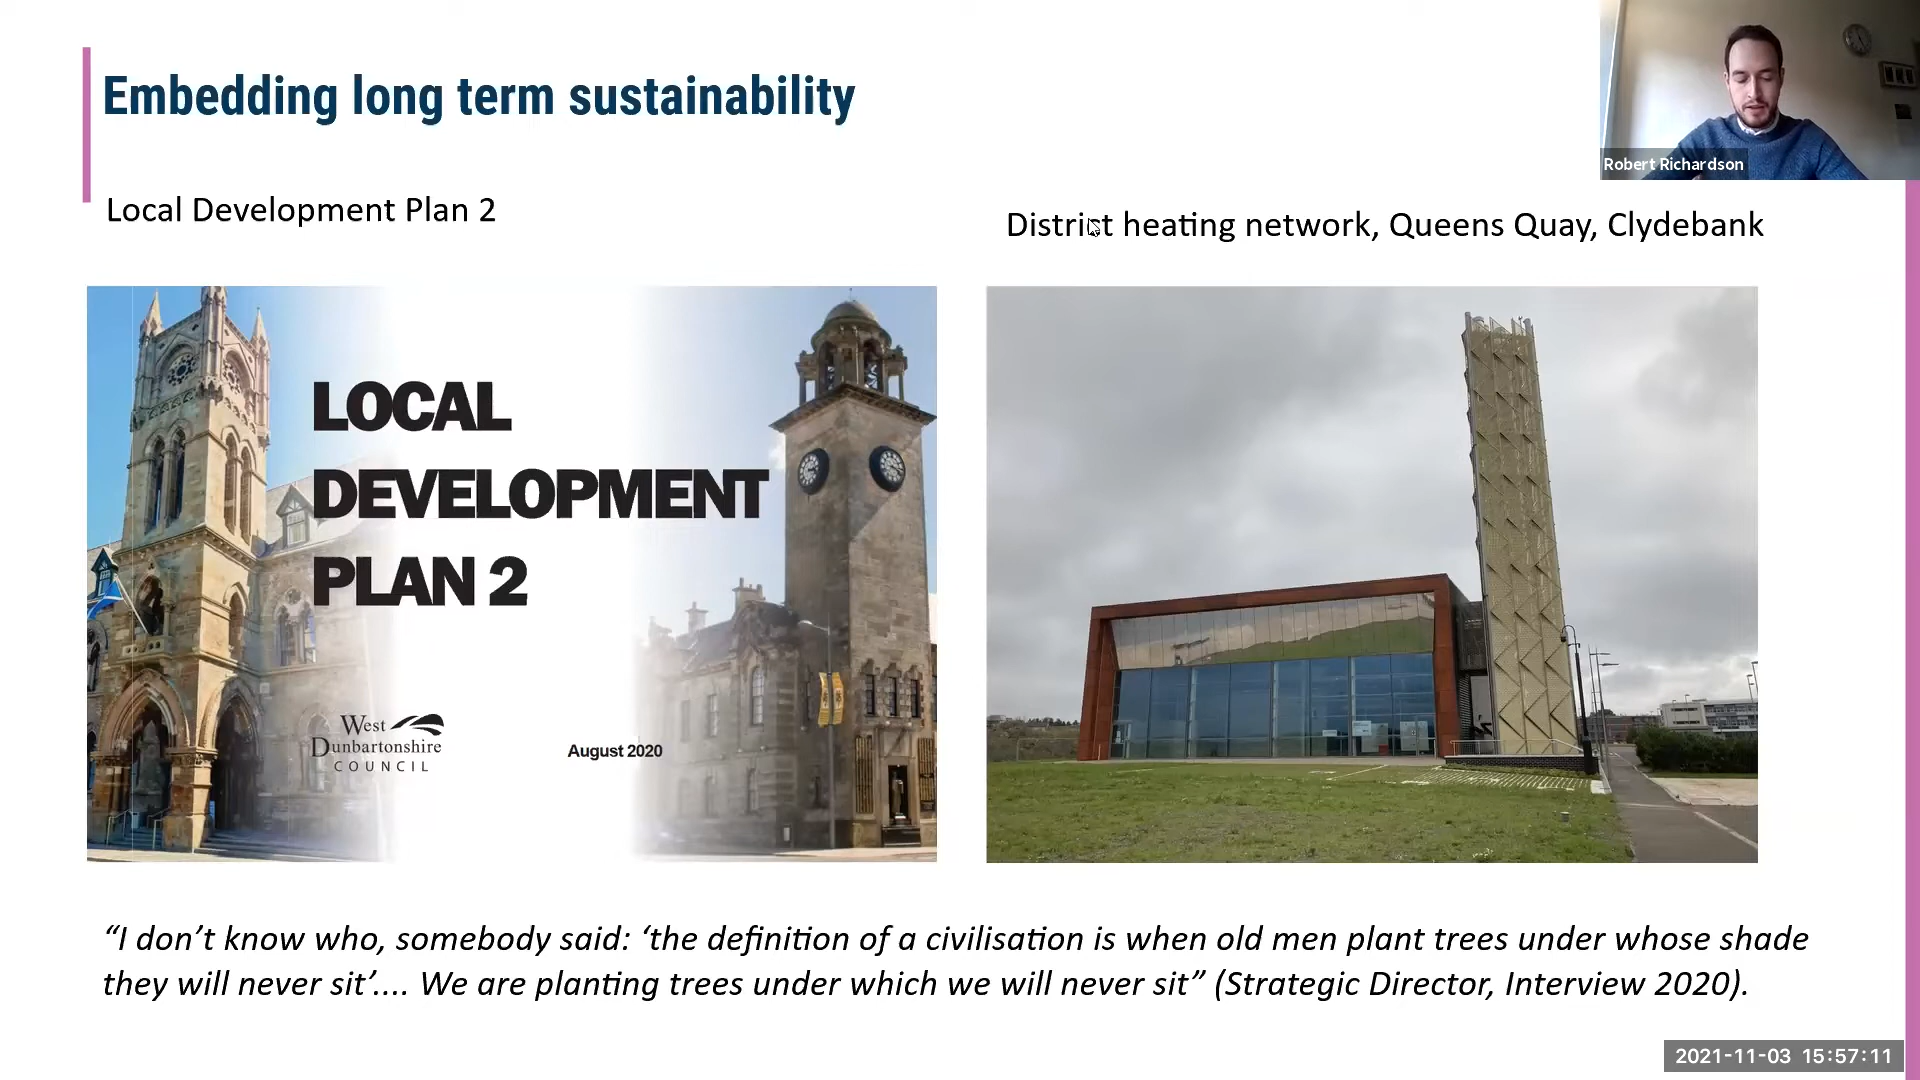 Embedding long term sustainability
Robert Richardson
Local Development Plan 2
District heating network, Queens Quay, Clydebank
LOCAL
DEVELOPMENT
PLAN 2
West
Dunbartonshire
COUNCIL
August 2020
“I don’t know who, somebody said: ‘the definition of a civilisation is when old men plant trees under whose shade
they will never sit’.... We are planting trees under which we will never sit” (Strategic Director, Interview 2020).
2021-11-03 15:57:11